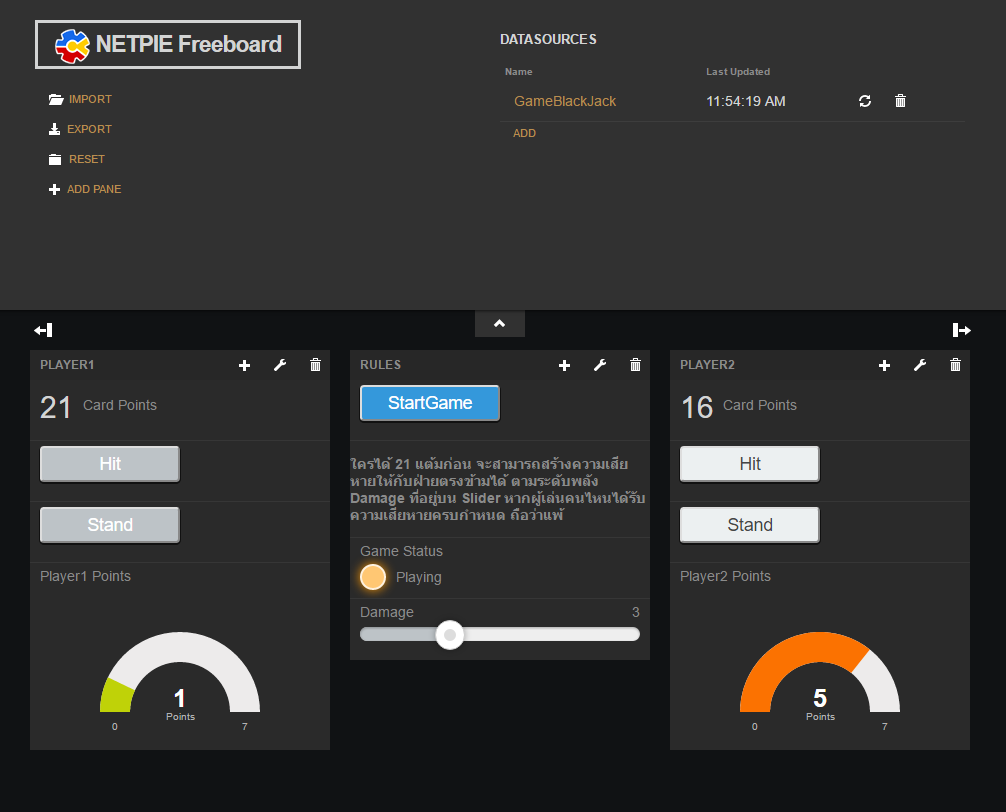 NETPIE Freeboard
IMPORT
EXPORT
RESET
ADD PANE
DATASOURCES
Name Last Updated
GameBlackJack 11:54:19 AM
ADD
PLAYER1
21 Card Points
Hit
Stand
Player1 Points
1
Points
0 7
RULES
StartGame
ใครได้ 21 แต้มก่อน จะสามารถสร้างความเสีย
หายให้กับฝ่ายตรงข้ามได้ ตามระดับพลัง
Damage ที่อยู่บน Slider หากผู้เล่นคนไหนได้รับ
ความเสียหายครบกำหนด ถือว่าแพ้
Game Status
Playing
Damage 3
PLAYER2
16 Card Points
Hit
Stand
Player2 Points
5
Points
0 7